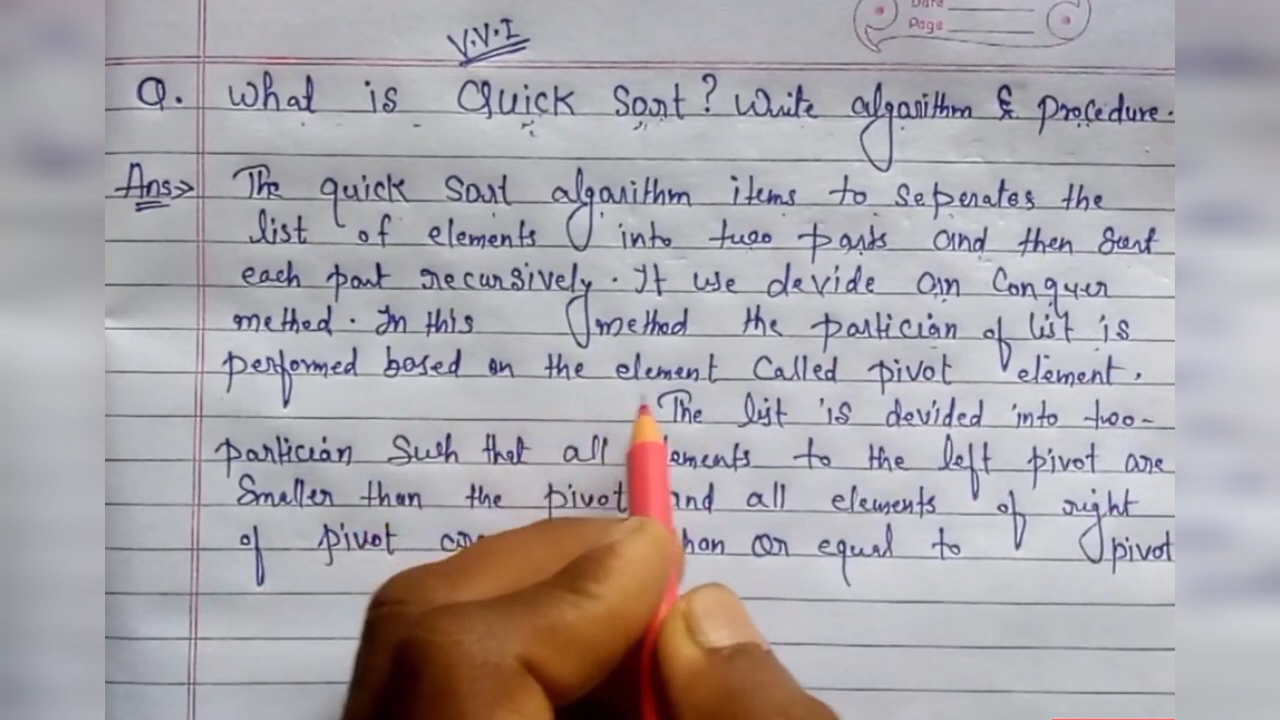 Date
Page
V.V.I
Q. What is Quick Sort? Write algorithm & procedure.
Ans> The quick Sort algorithm items to seperates the
list of elements into two parts and then Sort
each part recursively. It use devide an Conquer
method. In this method the partician of list is
performed based on the element Called pivot element.
The list is devided into two-
partician Such that all ements to the left pivot are
Smaller than the pivot and all elements of right
of pivot han or equal to pivot